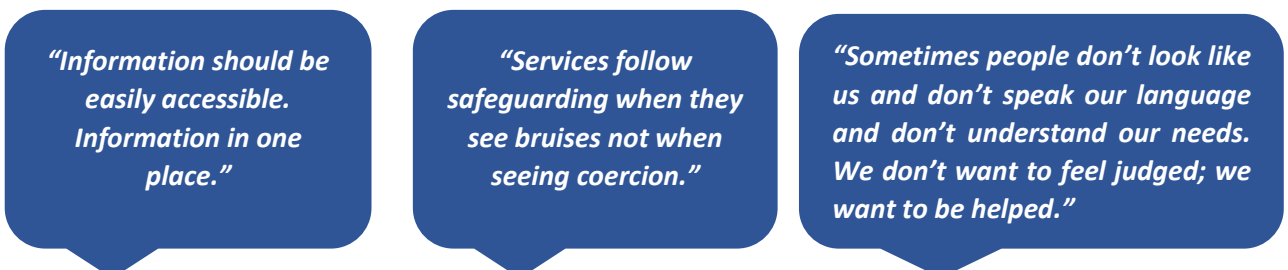 “Information should be
easily accessible.
Information in one
place.”
“Services follow
safeguarding when they
see bruises not when
seeing coercion.”
“Sometimes people don’t look like
us and don’t speak our language
and don’t understand our needs.
We don’t want to feel judged; we
want to be helped.”